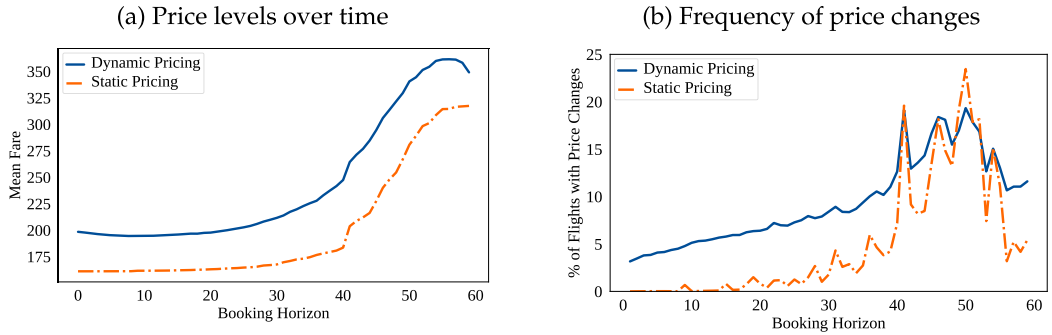 (a) Price levels over time
Dynamic Pricing
Static Pricing
350
325
300
275
250
225
200
175
Mean Fare
0 10 20 30 40 50 60
Booking Horizon
(b) Frequency of price changes
Dynamic Pricing
Static Pricing
25
20
15
10
5
0
% of Flights with Price Changes
0 10 20 30 40 50 60
Booking Horizon